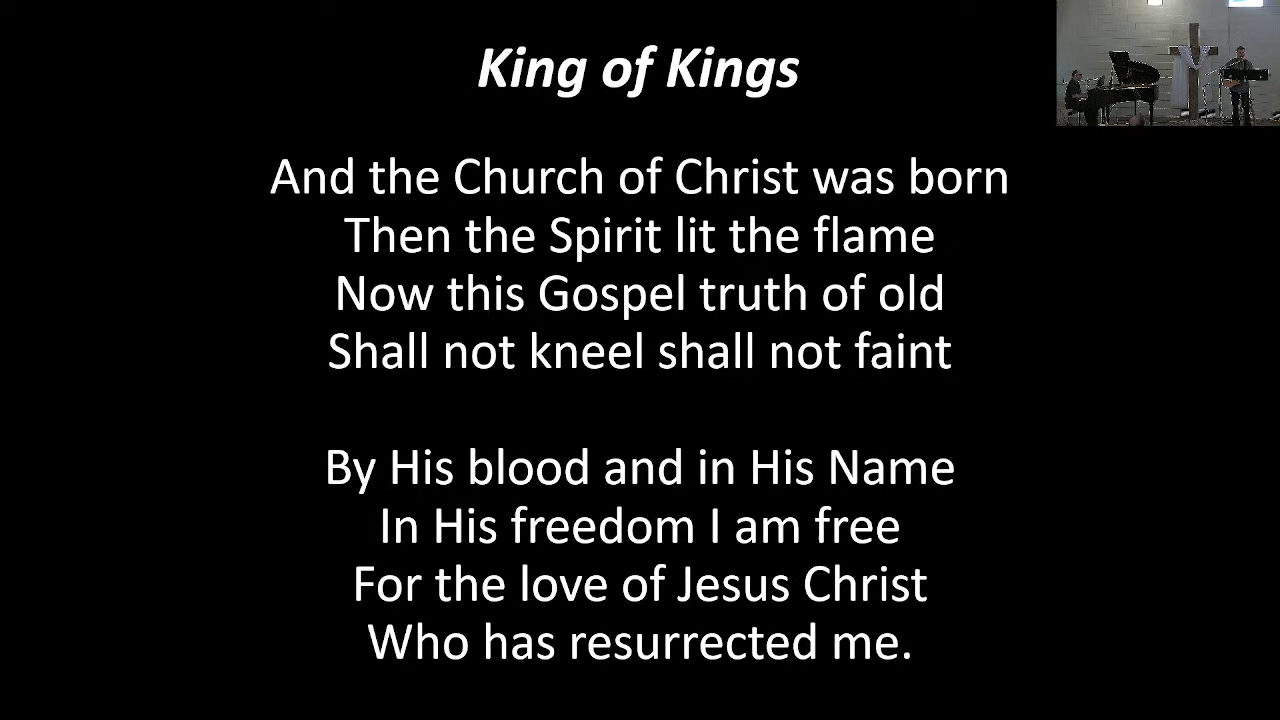 King of Kings
And the Church of Christ was born
Then the Spirit lit the flame
Now this Gospel truth of old
Shall not kneel shall not faint
By His blood and in His Name
In His freedom I am free
For the love of Jesus Christ
Who has resurrected me.